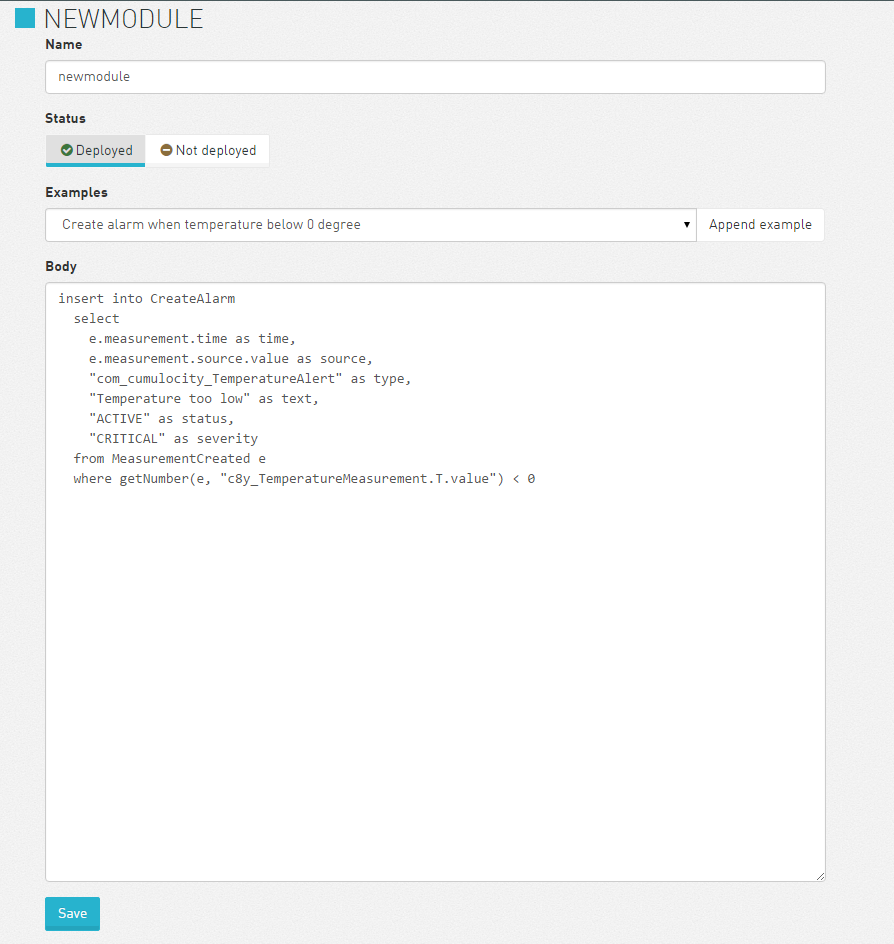 NEWMODULE
Name
newmodule
Status
Deployed Not deployed
Examples
Create alarm when temperature below 0 degree Append example
Body
insert into CreateAlarm
  select
    e.measurement.time as time,
    e.measurement.source.value as source,
    "com_cumulocity_TemperatureAlert" as type,
    "Temperature too low" as text,
    "ACTIVE" as status,
    "CRITICAL" as severity
  from MeasurementCreated e
  where getNumber(e, "c8y_TemperatureMeasurement.T.value") < 0
Save